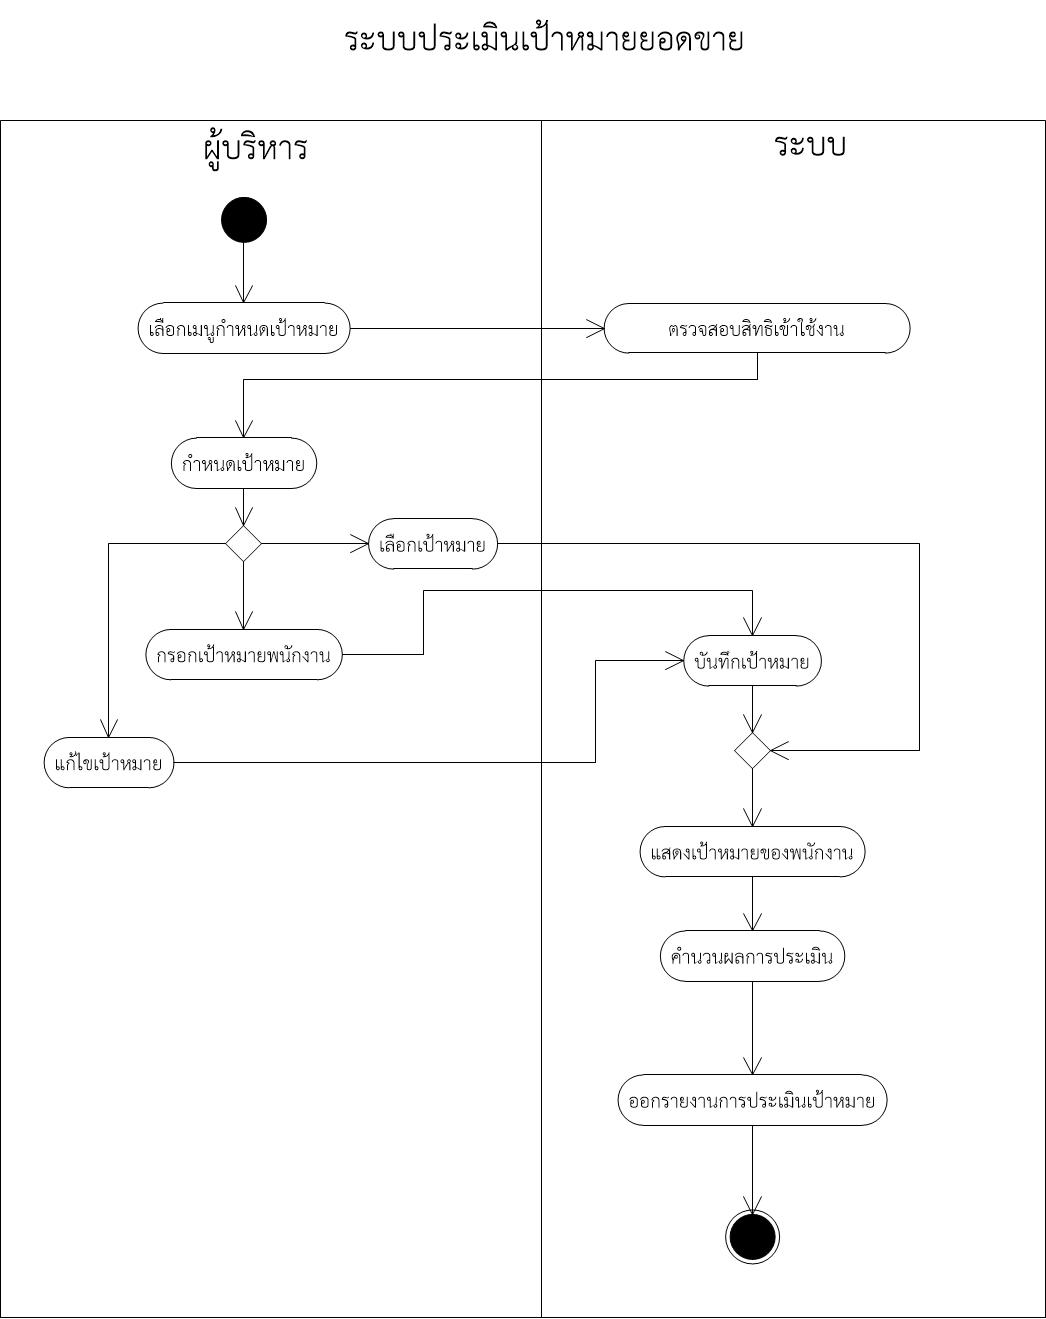 ระบบประเมินเป้าหมายยอดขาย
ผู้บริหาร
ระบบ
เลือกเมนูกำหนดเป้าหมาย
ตรวจสอบสิทธิเข้าใช้งาน
กำหนดเป้าหมาย
เลือกเป้าหมาย
กรอกเป้าหมายพนักงาน
บันทึกเป้าหมาย
แก้ไขเป้าหมาย
แสดงเป้าหมายของพนักงาน
คำนวนผลการประเมิน
ออกรายงานการประเมินเป้าหมาย